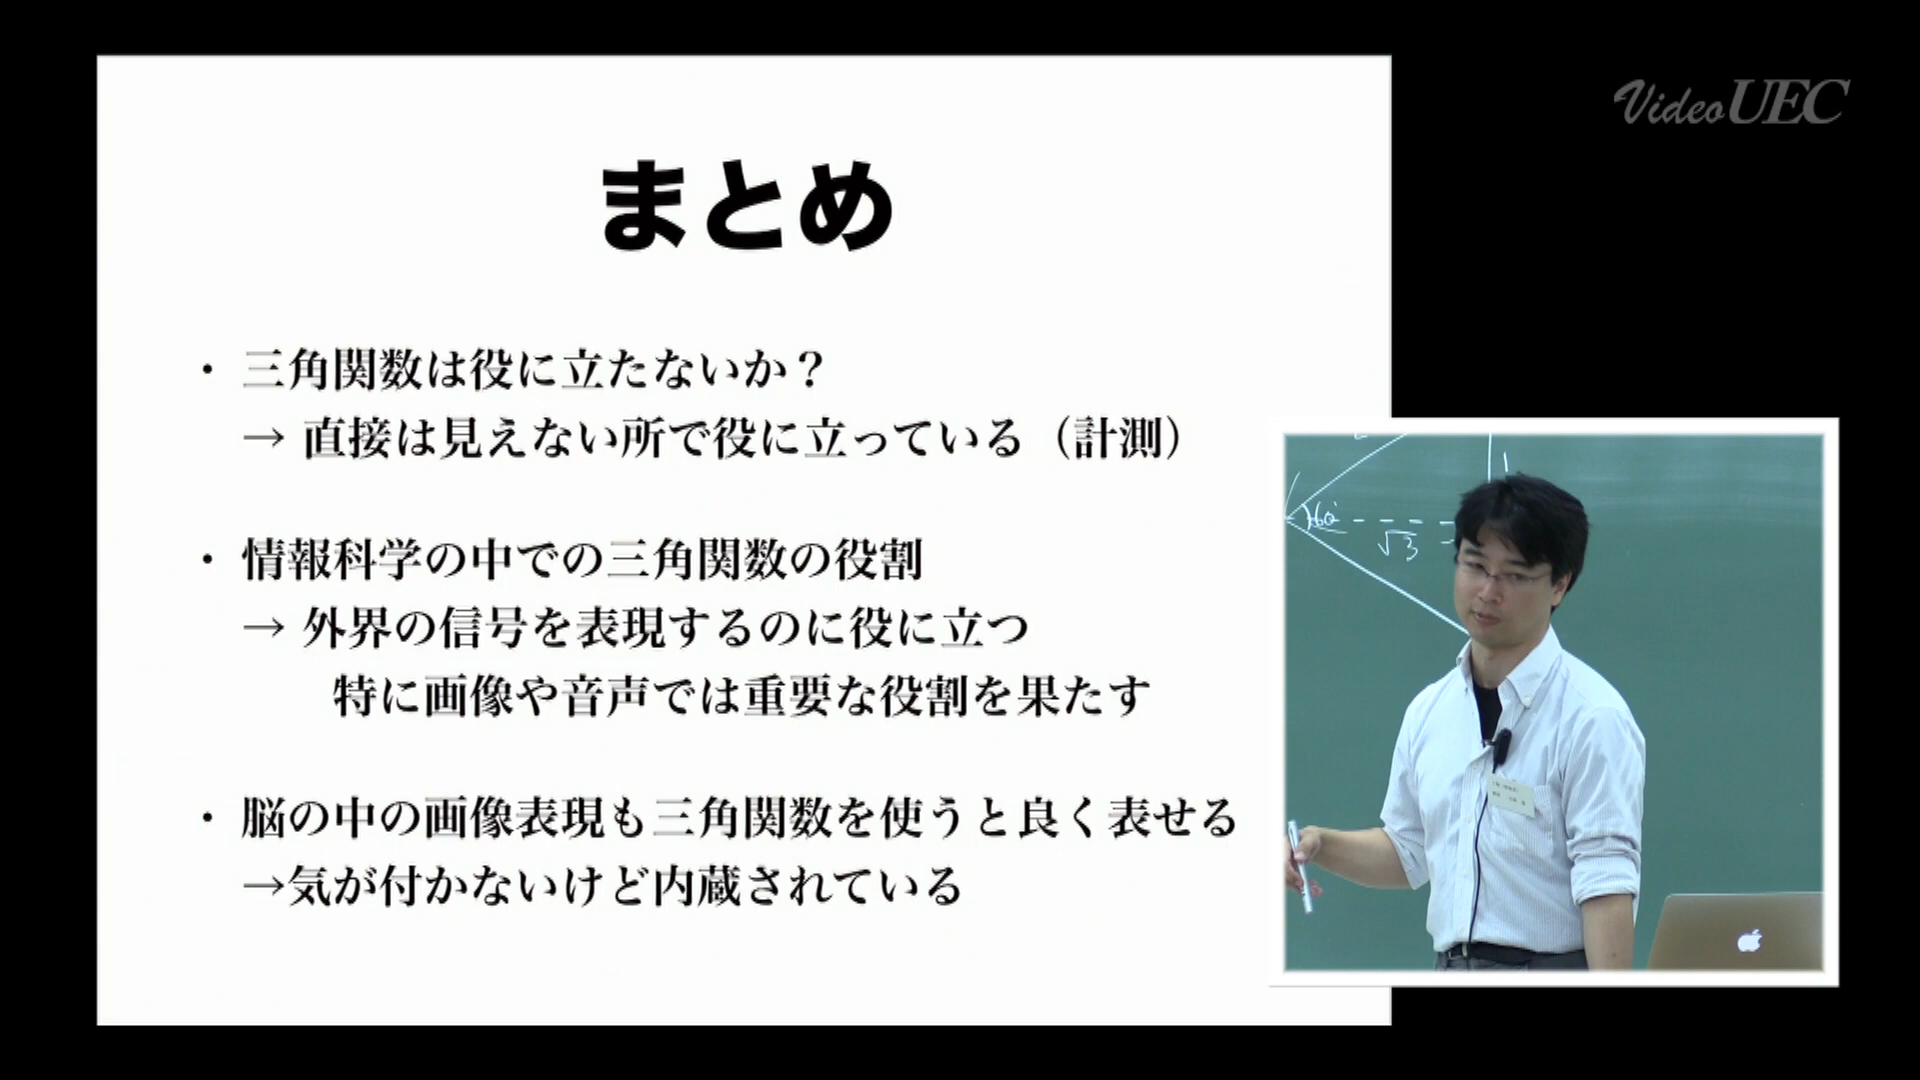 VideoUEC
まとめ
・三角関数は役に立たないか？
→ 直接は見えない所で役に立っている（計測）
・情報科学の中での三角関数の役割
→ 外界の信号を表現するのに役に立つ
特に画像や音声では重要な役割を果たす
・脳の中の画像表現も三角関数を使うと良く表せる
→気が付かないけど内蔵されている
1
60°
√3